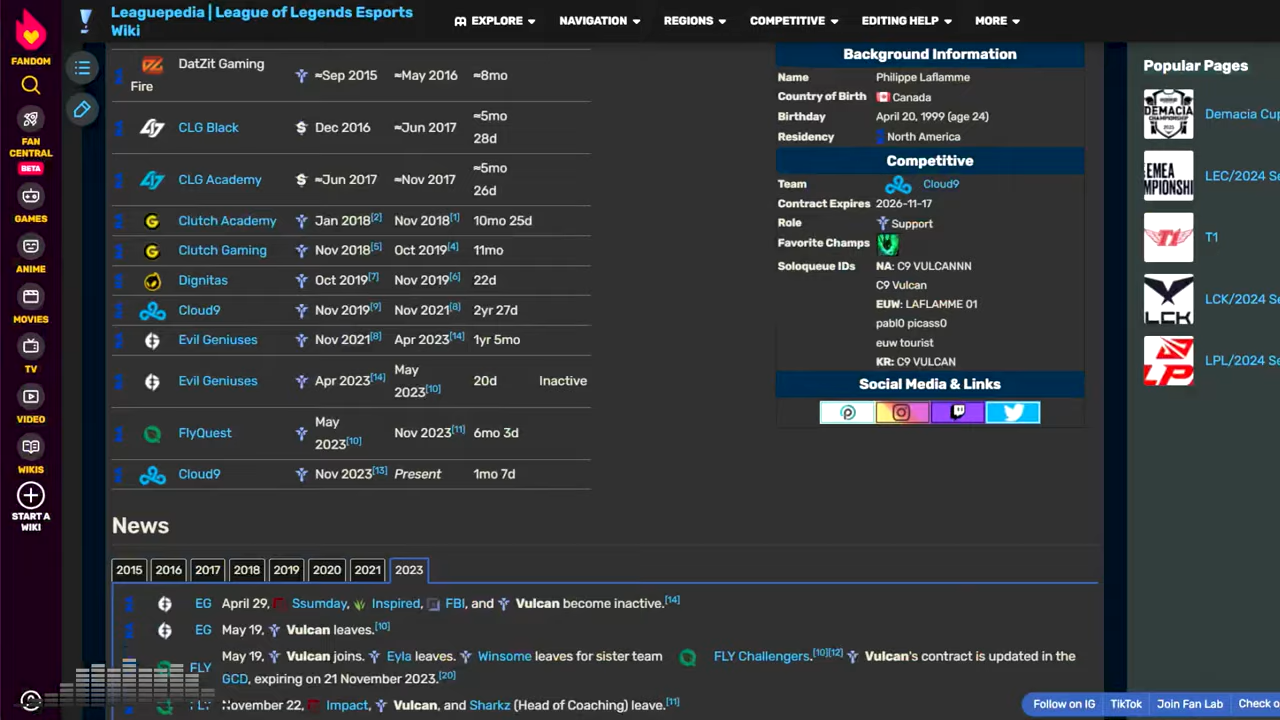 Leaguepedia | League of Legends Esports
Wiki
EXPLORE
NAVIGATION
REGIONS
COMPETITIVE
EDITING HELP
MORE
FANDOM
FAN
CENTRAL
BETA
GAMES
ANIME
MOVIES
TV
VIDEO
WIKIS
START A
WIKI
DatZit Gaming
Fire
≈Sep 2015 ≈May 2016 ≈8mo
CLG Black Dec 2016 ≈Jun 2017 ≈5mo
28d
CLG Academy ≈Jun 2017 ≈Nov 2017 ≈5mo
26d
Clutch Academy Jan 2018[2] Nov 2018[1] 10mo 25d
Clutch Gaming Nov 2018[5] Oct 2019[4] 11mo
Dignitas Oct 2019[7] Nov 2019[6] 22d
Cloud9 Nov 2019[9] Nov 2021[8] 2yr 27d
Evil Geniuses Nov 2021[8] Apr 2023[14] 1yr 5mo
Evil Geniuses Apr 2023[14] May
2023[10] 20d Inactive
FlyQuest May
2023[10] Nov 2023[11] 6mo 3d
Cloud9 Nov 2023[13] Present 1mo 7d
Background Information
Name Philippe Laflamme
Country of Birth Canada
Birthday April 20, 1999 (age 24)
Residency North America
Competitive
Team Cloud9
Contract Expires 2026-11-17
Role Support
Favorite Champs
Soloqueue IDs NA: C9 VULCANNN
C9 Vulcan
EUW: LAFLAMME 01
pabl0 picass0
euw tourist
KR: C9 VULCAN
Social Media & Links
Popular Pages
DEMACIA
CHAMPIONSHIP
2023
Demacia Cu
EMEA
MPIONSHI
LEC/2024 Se
T1
T1
LCK
LCK/2024 Se
LP
LPL/2024 Se
News
2015 2016 2017 2018 2019 2020 2021 2023
EG April 29, Ssumday, Inspired, FBI, and Vulcan become inactive.[14]
EG May 19, Vulcan leaves.[10]
FLY May 19, Vulcan joins. Eyla leaves. Winsome leaves for sister team FLY Challengers.[10][12] Vulcan's contract is updated in the
GCD, expiring on 21 November 2023.[20]
FLY November 22, Impact, Vulcan, and Sharkz (Head of Coaching) leave.[11]
Follow on IG TikTok Join Fan Lab Check o